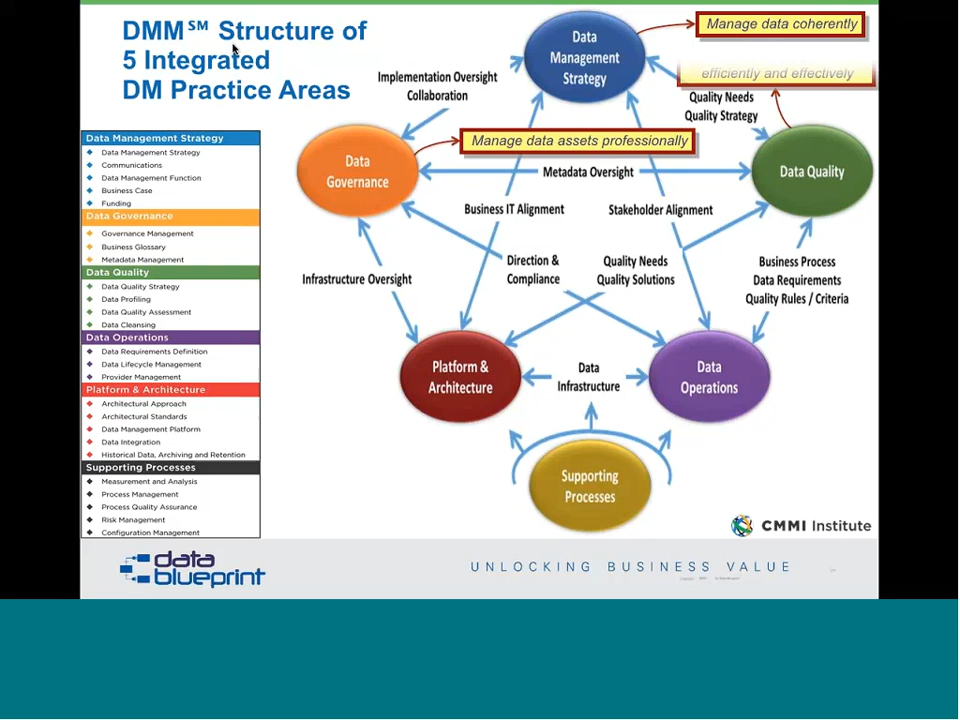 DMM℠ Structure of
5 Integrated
DM Practice Areas
Data Management Strategy
Data Management Strategy
Communications
Data Management Function
Business Case
Funding
Data Governance
Governance Management
Business Glossary
Metadata Management
Data Quality
Data Quality Strategy
Data Profiling
Data Quality Assessment
Data Cleansing
Data Operations
Data Requirements Definition
Data Lifecycle Management
Provider Management
Platform & Architecture
Architectural Approach
Architectural Standards
Data Management Platform
Data Integration
Historical Data, Archiving and Retention
Supporting Processes
Measurement and Analysis
Process Management
Process Quality Assurance
Risk Management
Configuration Management
Data
Management
Strategy
Manage data coherently
efficiently and effectively
Implementation Oversight
Collaboration
Quality Needs
Quality Strategy
Manage data assets professionally
Data
Governance
Metadata Oversight
Data Quality
Business IT Alignment
Stakeholder Alignment
Infrastructure Oversight
Direction &
Compliance
Quality Needs
Quality Solutions
Business Process
Data Requirements
Quality Rules / Criteria
Platform &
Architecture
Data
Infrastructure
Data
Operations
Supporting
Processes
CMMI Institute
data
blueprint
UNLOCKING BUSINESS VALUE